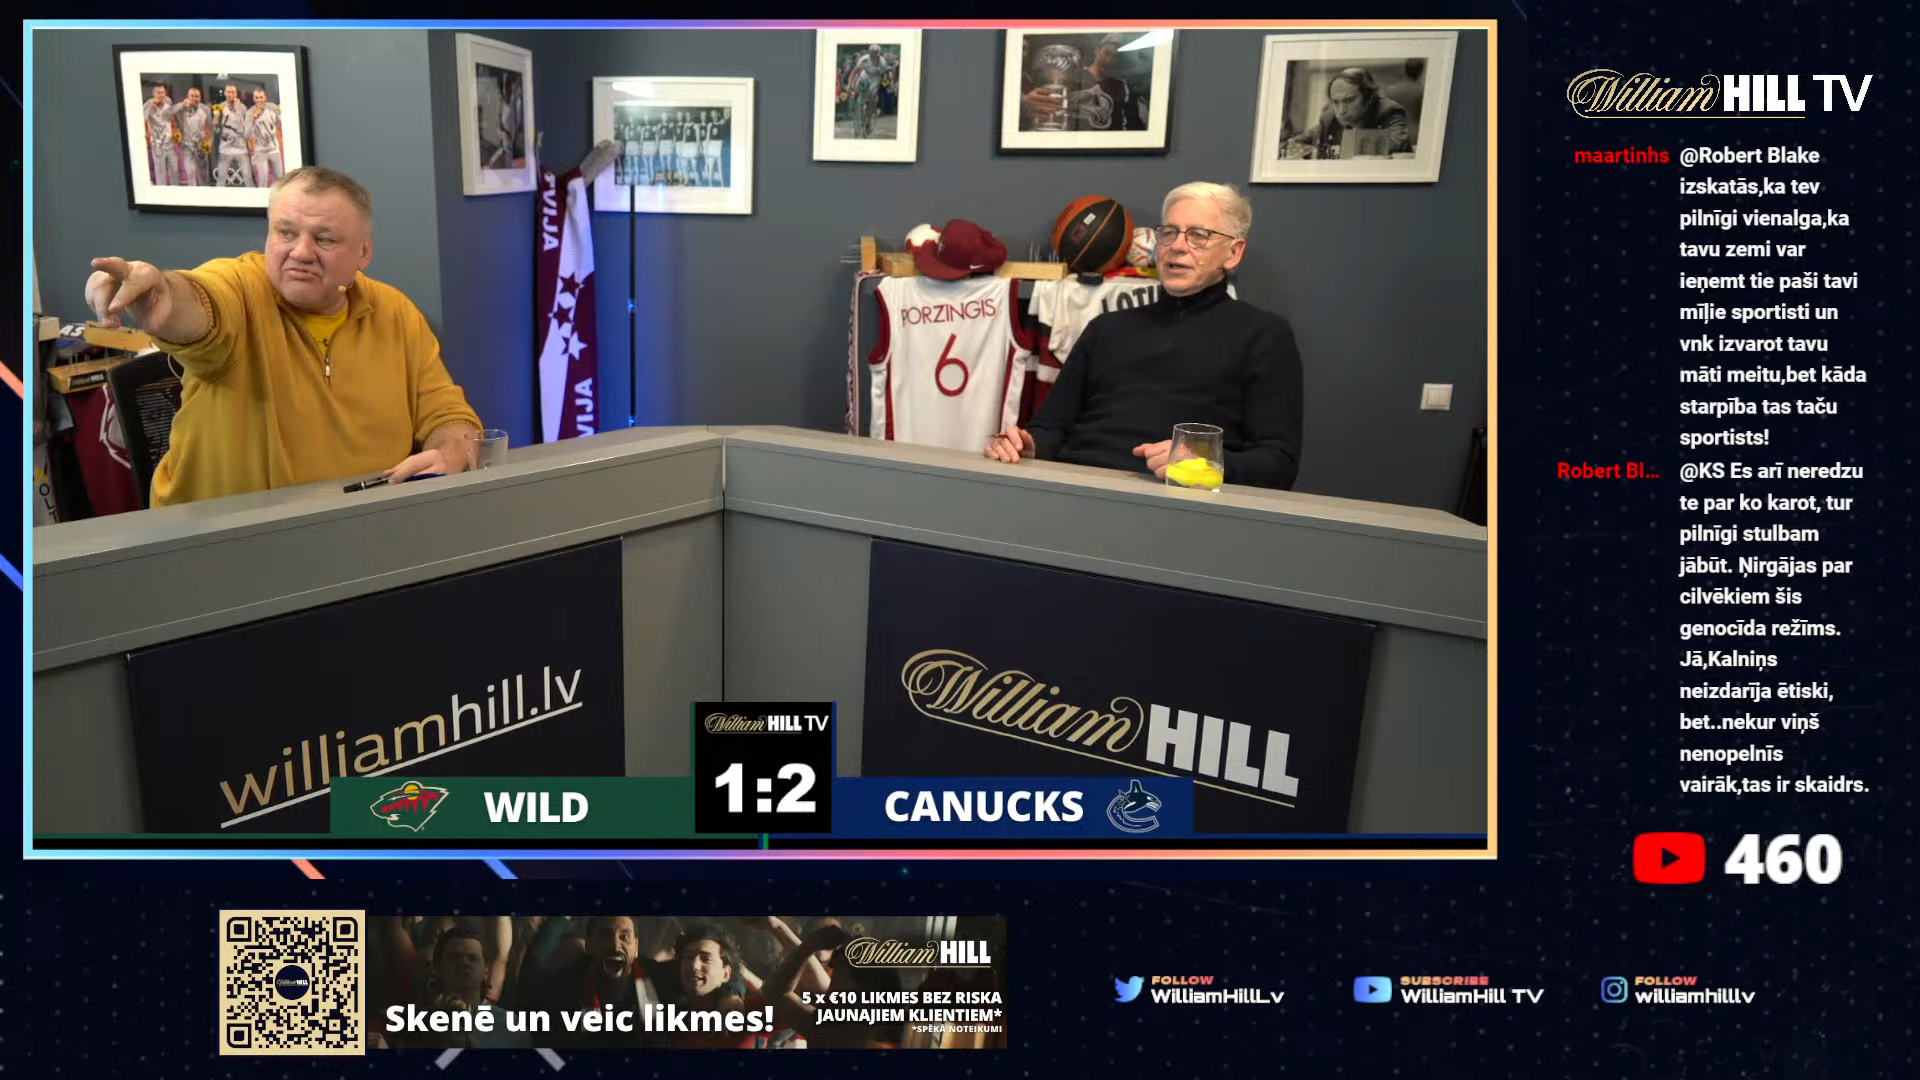 William HILL TV
maartinhs @Robert Blake
izskatās,ka tev
pilnīgi vienalga,ka
tavu zemi var
ieņemt tie paši tavi
mīļie sportisti un
vnk izvarot tavu
māti meitu,bet kāda
starpība tas taču
sportists!
Robert Bl... @KS Es arī neredzu
te par ko karot, tur
pilnīgi stulbam
jābūt. Ņirgājas par
cilvēkiem šis
genocīda režīms.
Jā,Kalniņs
neizdarīja ētiski,
bet..nekur viņš
nenopelnīs
vairāk,tas ir skaidrs.
460
VIJA
VIJA
PORZINGIS
6
williamhill.lv
William HILL
William HILL TV
WILD
1:2
CANUCKS
William HILL
Skenē un veic likmes!
5 x €10 LIKMES BEZ RISKA
JAUNAJIEM KLIENTIEM*
*SPĒKĀ NOTEIKUMI
FOLLOW
WilliamHillLv
SUBSCRIBE
WilliamHill TV
FOLLOW
williamhilllv